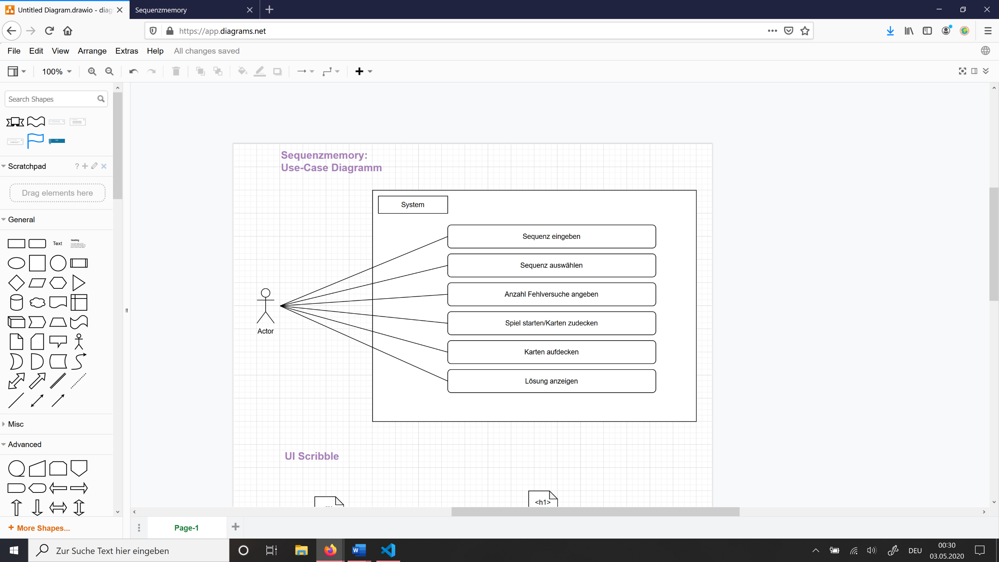 Untitled Diagram.drawio - diag
Sequenzmemory
https://app.diagrams.net
File Edit View Arrange Extras Help All changes saved
100%
Search Shapes
Scratchpad
?
Drag elements here
General
Text
Heading
Misc
Advanced
+ More Shapes...
Sequenzmemory:
Use-Case Diagramm
System
Sequenz eingeben
Sequenz auswählen
Anzahl Fehlversuche angeben
Spiel starten/Karten zudecken
Karten aufdecken
Lösung anzeigen
Actor
UI Scribble
<h1>
Page-1
Zur Suche Text hier eingeben
W
DEU
00:30
03.05.2020